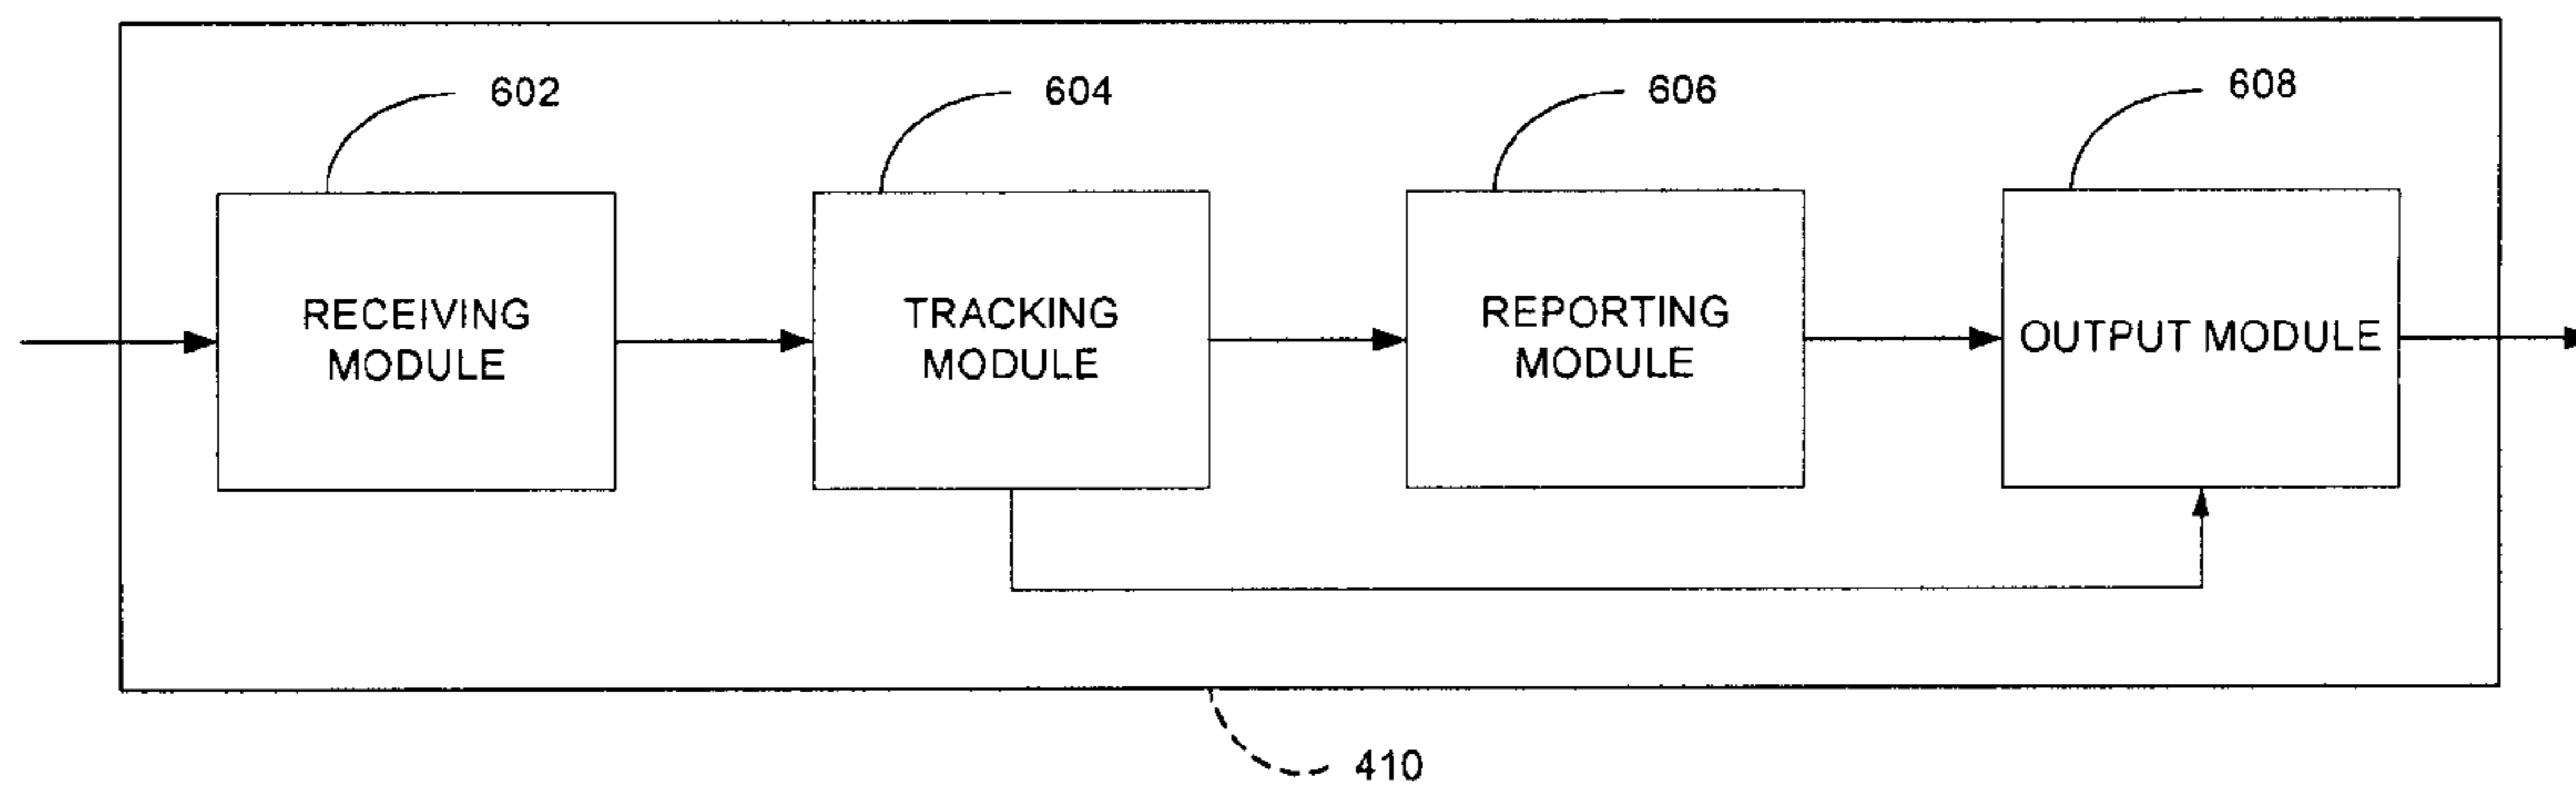 602
604
606
608
RECEIVING
MODULE
TRACKING
MODULE
REPORTING
MODULE
OUTPUT MODULE
410